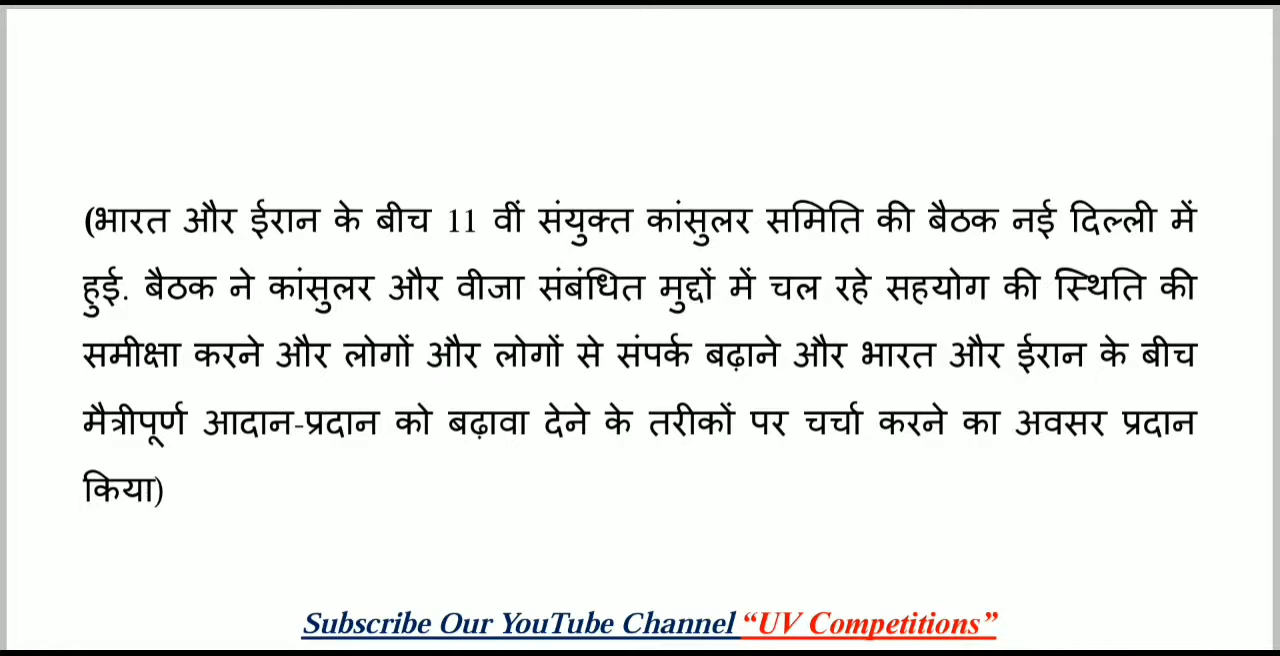 (भारत और ईरान के बीच 11 वीं संयुक्त कांसुलर समिति की बैठक नई दिल्ली में
हुई. बैठक ने कांसुलर और वीजा संबंधित मुद्दों में चल रहे सहयोग की स्थिति की
समीक्षा करने और लोगों और लोगों से संपर्क बढ़ाने और भारत और ईरान के बीच
मैत्रीपूर्ण आदान-प्रदान को बढ़ावा देने के तरीकों पर चर्चा करने का अवसर प्रदान
किया)
Subscribe Our YouTube Channel “UV Competitions”